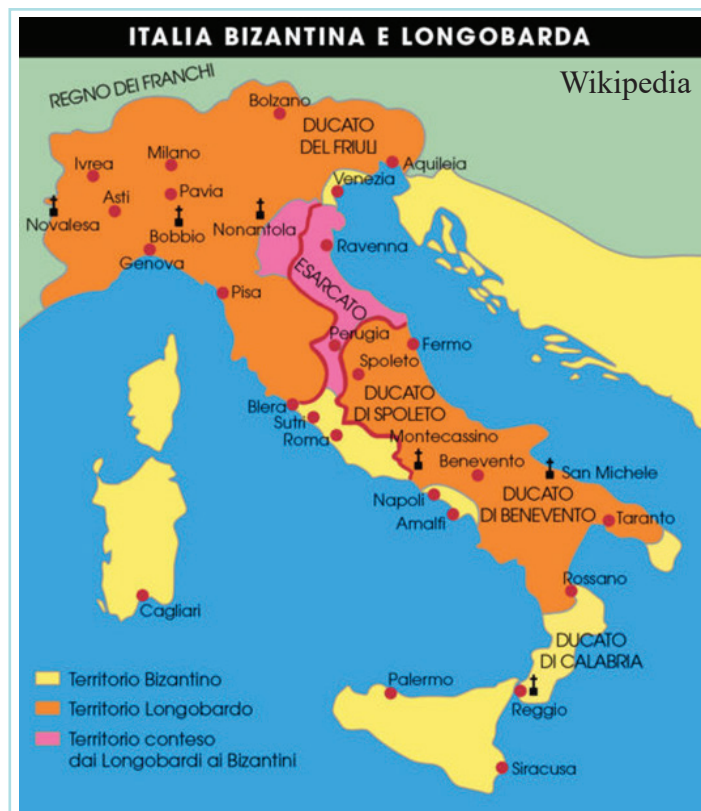 ITALIA BIZANTINA E LONGOBARDA
Wikipedia
REGNO DEI FRANCHI
Bolzano
DUCATO
DEL FRIULI
Aquileia
Ivrea
Milano
Venezia
Asti
Pavia
Novalesa
Bobbio
Nonantola
Genova
Ravenna
ESARCATO
Pisa
Perugia
Fermo
Spoleto
DUCATO
DI SPOLETO
Blera
Sutri
Roma
Montecassino
Benevento
San Michele
Napoli
DUCATO
DI BENEVENTO
Amalfi
Taranto
Rossano
Cagliari
DUCATO
DI CALABRIA
Territorio Bizantino
Palermo
Territorio Longobardo
Reggio
Territorio conteso
dai Longobardi ai Bizantini
Siracusa